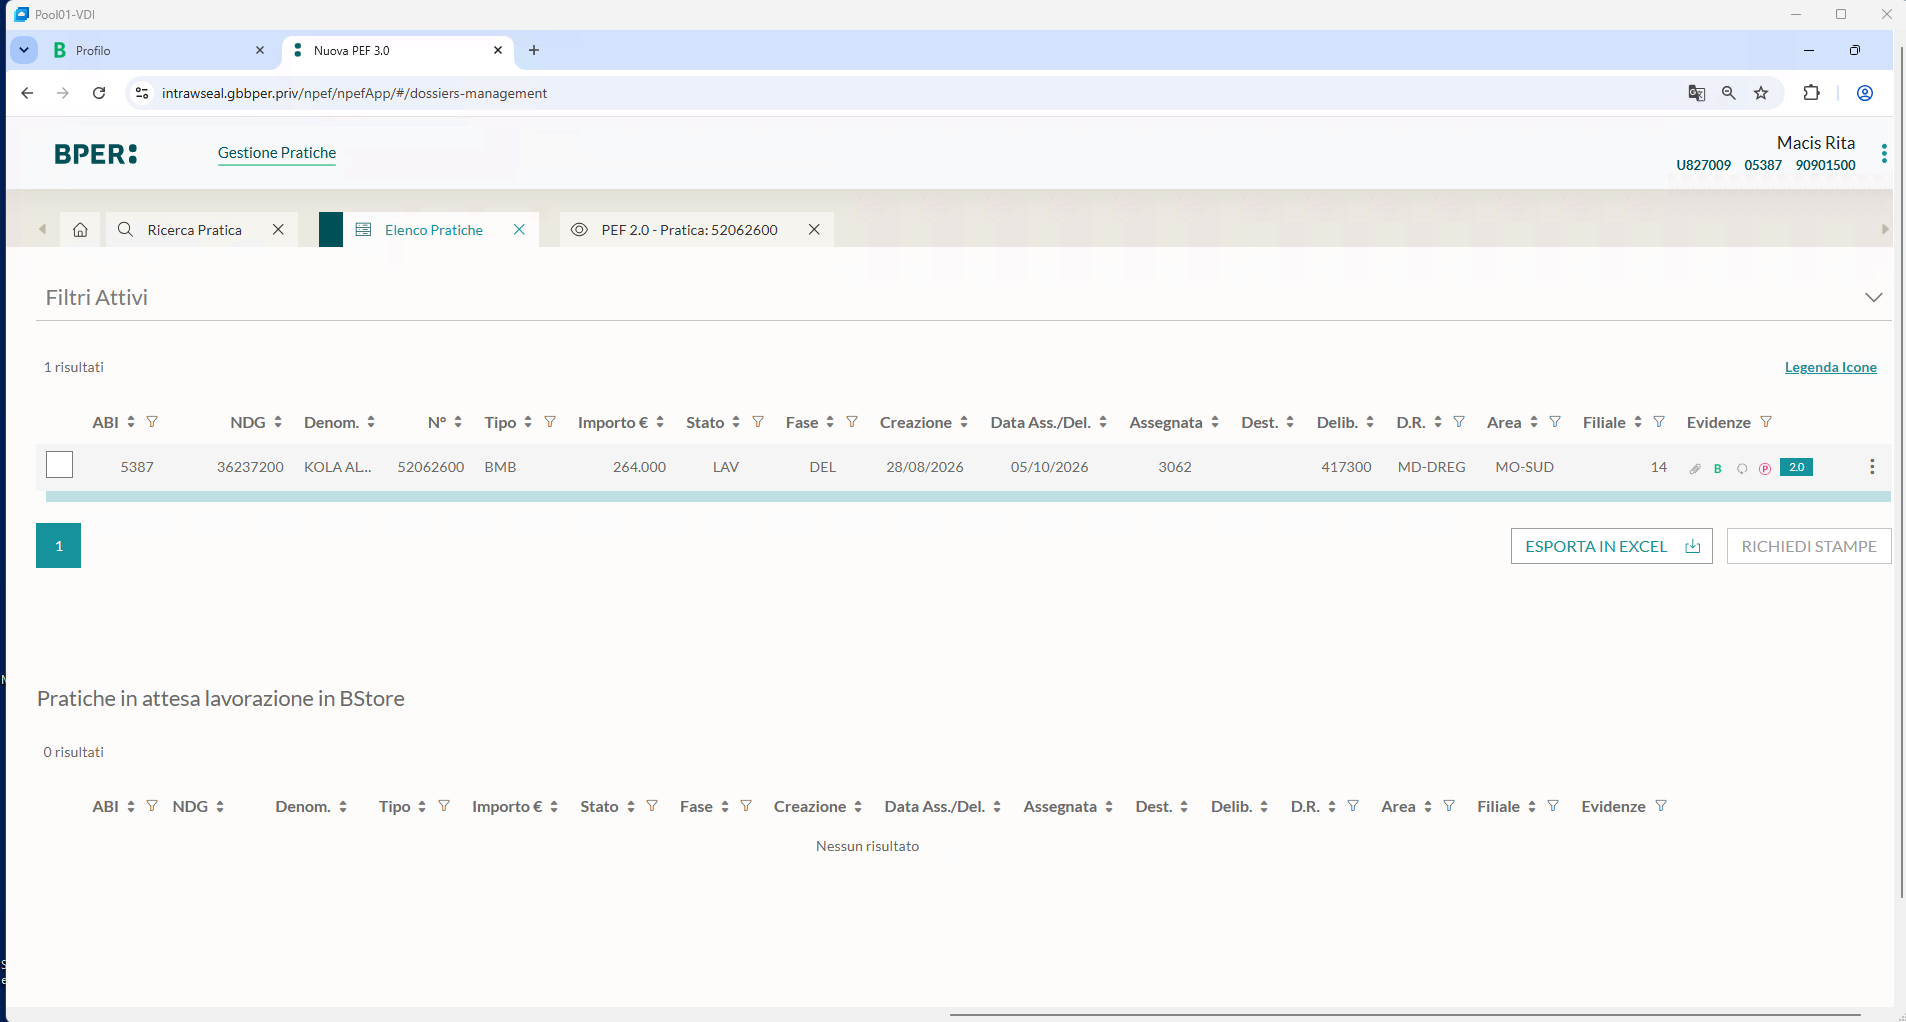 Pool01-VDI
Profilo
Nuova PEF 3.0
intrawseal.gbbper.priv/npef/npefApp/#/dossiers-management
BPER:
Gestione Pratiche
Macis Rita
U827009 05387 90901500
Ricerca Pratica
Elenco Pratiche
PEF 2.0 - Pratica: 52062600
Filtri Attivi
1 risultati
Legenda Icone
ABI NDG Denom. N° Tipo Importo € Stato Fase Creazione Data Ass./Del. Assegnata Dest. Delib. D.R. Area Filiale Evidenze
5387 36237200 KOLA AL... 52062600 BMB 264.000 LAV DEL 28/08/2026 05/10/2026 3062 417300 MD-DREG MO-SUD 14 B P 2.0
1
ESPORTA IN EXCEL
RICHIEDI STAMPE
Pratiche in attesa lavorazione in BStore
0 risultati
ABI NDG Denom. Tipo Importo € Stato Fase Creazione Data Ass./Del. Assegnata Dest. Delib. D.R. Area Filiale Evidenze
Nessun risultato